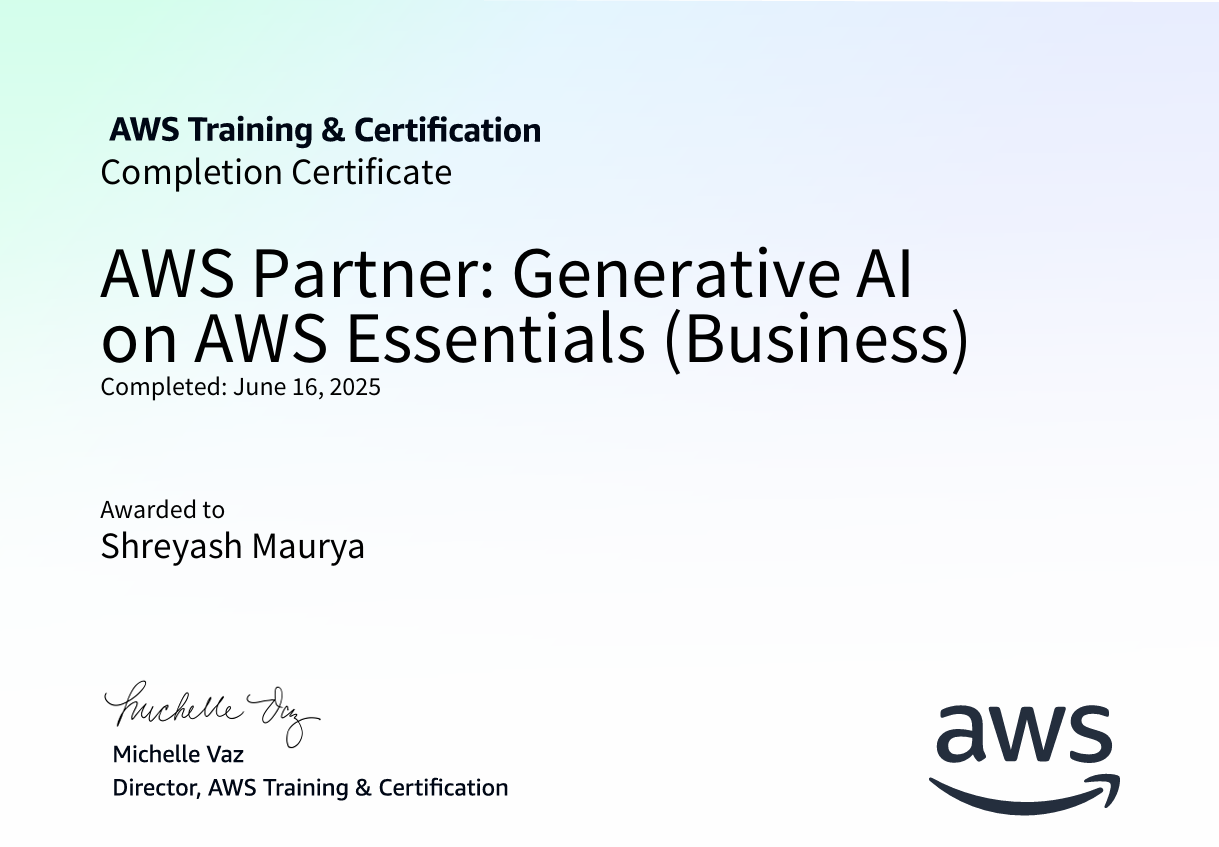 AWS Training & Certification
Completion Certificate
AWS Partner: Generative AI
on AWS Essentials (Business)
Completed: June 16, 2025
Awarded to
Shreyash Maurya
Michelle Vaz
Michelle Vaz
Director, AWS Training & Certification
aws